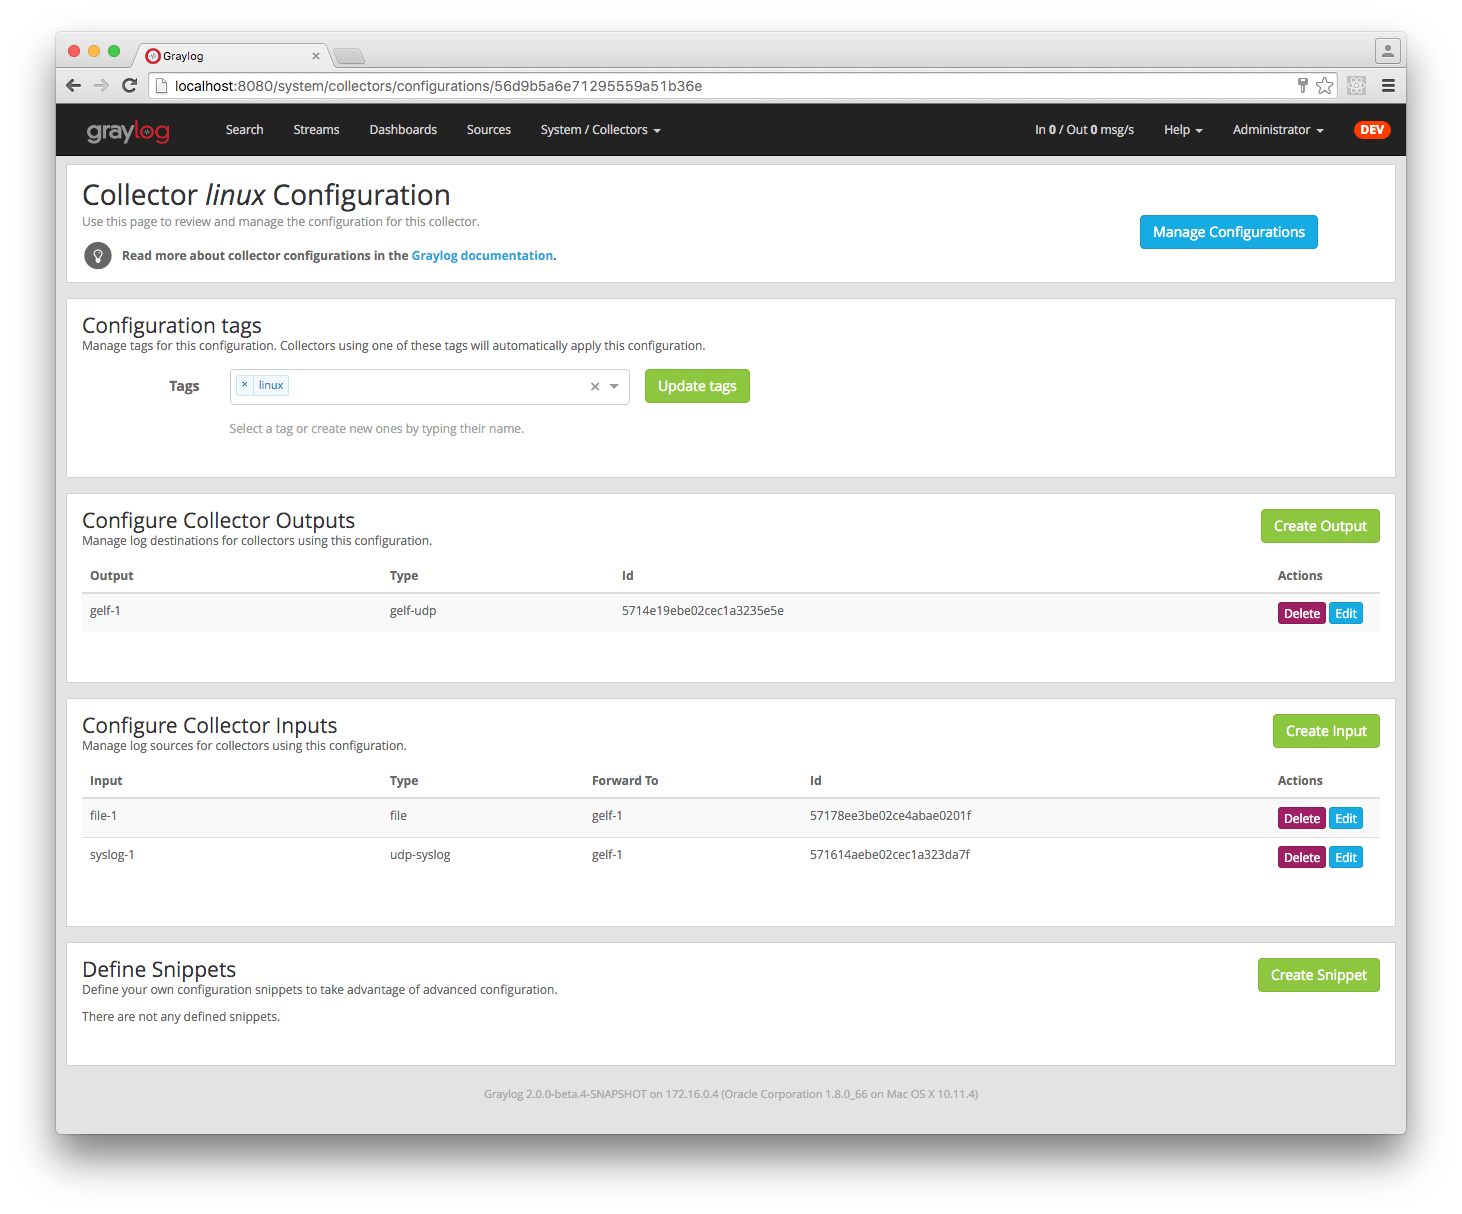 Graylog
localhost:8080/system/collectors/configurations/56d9b5a6e71295559a51b36e
graylog Search Streams Dashboards Sources System / Collectors In 0 / Out 0 msg/s Help Administrator DEV
Collector linux Configuration
Use this page to review and manage the configuration for this collector.
Manage Configurations
Read more about collector configurations in the Graylog documentation.
Configuration tags
Manage tags for this configuration. Collectors using one of these tags will automatically apply this configuration.
Tags × linux × Update tags
Select a tag or create new ones by typing their name.
Configure Collector Outputs
Create Output
Manage log destinations for collectors using this configuration.
Output Type Id Actions
gelf-1 gelf-udp 5714e19ebe02cec1a3235e5e Delete Edit
Configure Collector Inputs
Create Input
Manage log sources for collectors using this configuration.
Input Type Forward To Id Actions
file-1 file gelf-1 57178ee3be02ce4abae0201f Delete Edit
syslog-1 udp-syslog gelf-1 571614aebe02cec1a323da7f Delete Edit
Define Snippets
Create Snippet
Define your own configuration snippets to take advantage of advanced configuration.
There are not any defined snippets.
Graylog 2.0.0-beta.4-SNAPSHOT on 172.16.0.4 (Oracle Corporation 1.8.0_66 on Mac OS X 10.11.4)